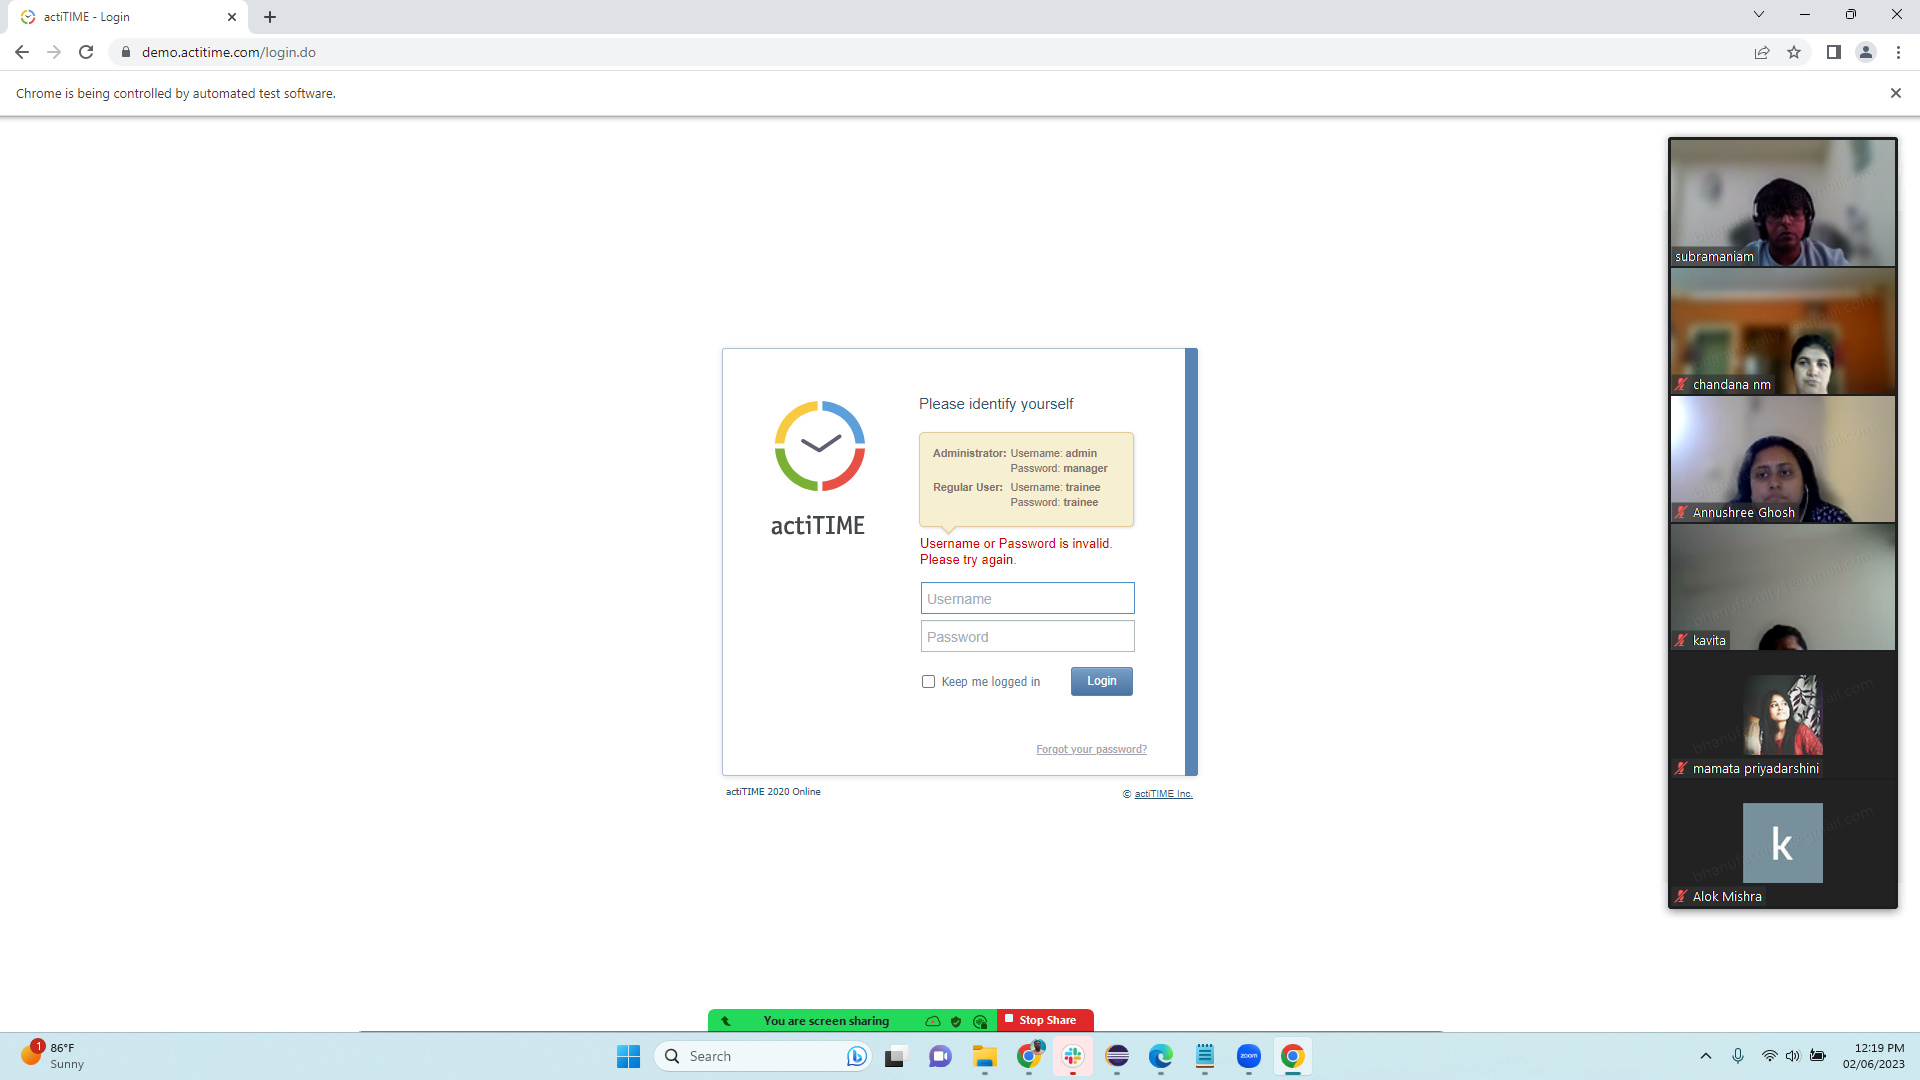 actiTIME - Login
demo.actitime.com/login.do
Chrome is being controlled by automated test software.
Please identify yourself
Administrator: Username: admin
Password: manager
Regular User: Username: trainee
Password: trainee
actiTIME
Username or Password is invalid.
Please try again.
Username
Password
Keep me logged in
Login
Forgot your password?
actiTIME 2020 Online
© actiTIME Inc.
subramaniam
chandana nm
Annushree Ghosh
kavita
mamata priyadarshini
k
Alok Mishra
You are screen sharing
Stop Share
1
86°F
Sunny
Search
zoom
12:19 PM
02/06/2023